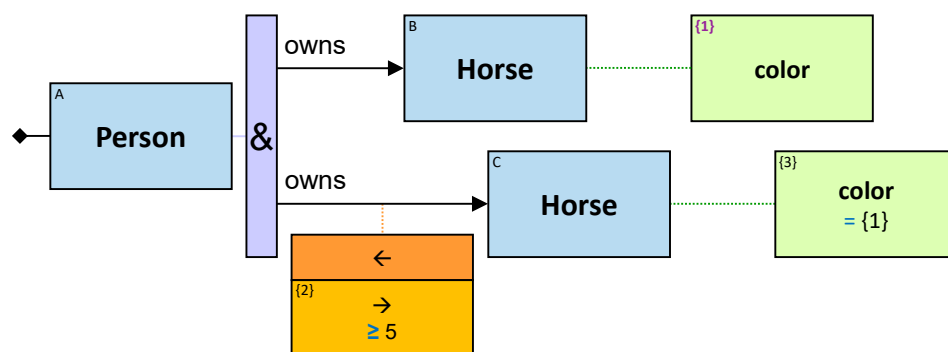 B
{1}
owns
Horse
color
A
Person
&
C
{3}
owns
Horse
color
= {1}
←
{2}
→
≥ 5